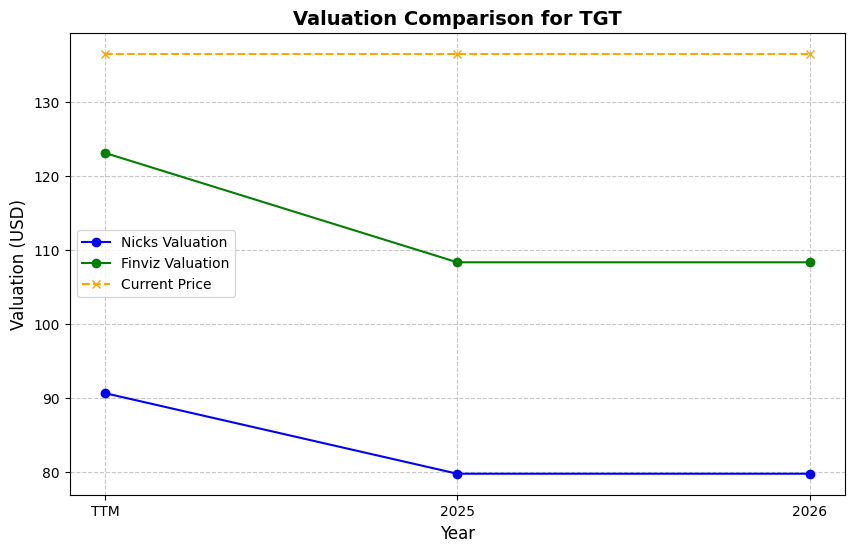 Valuation Comparison for TGT
Valuation (USD)
130
120
110
100
90
80
Nicks Valuation
Finviz Valuation
Current Price
TTM
2025
2026
Year